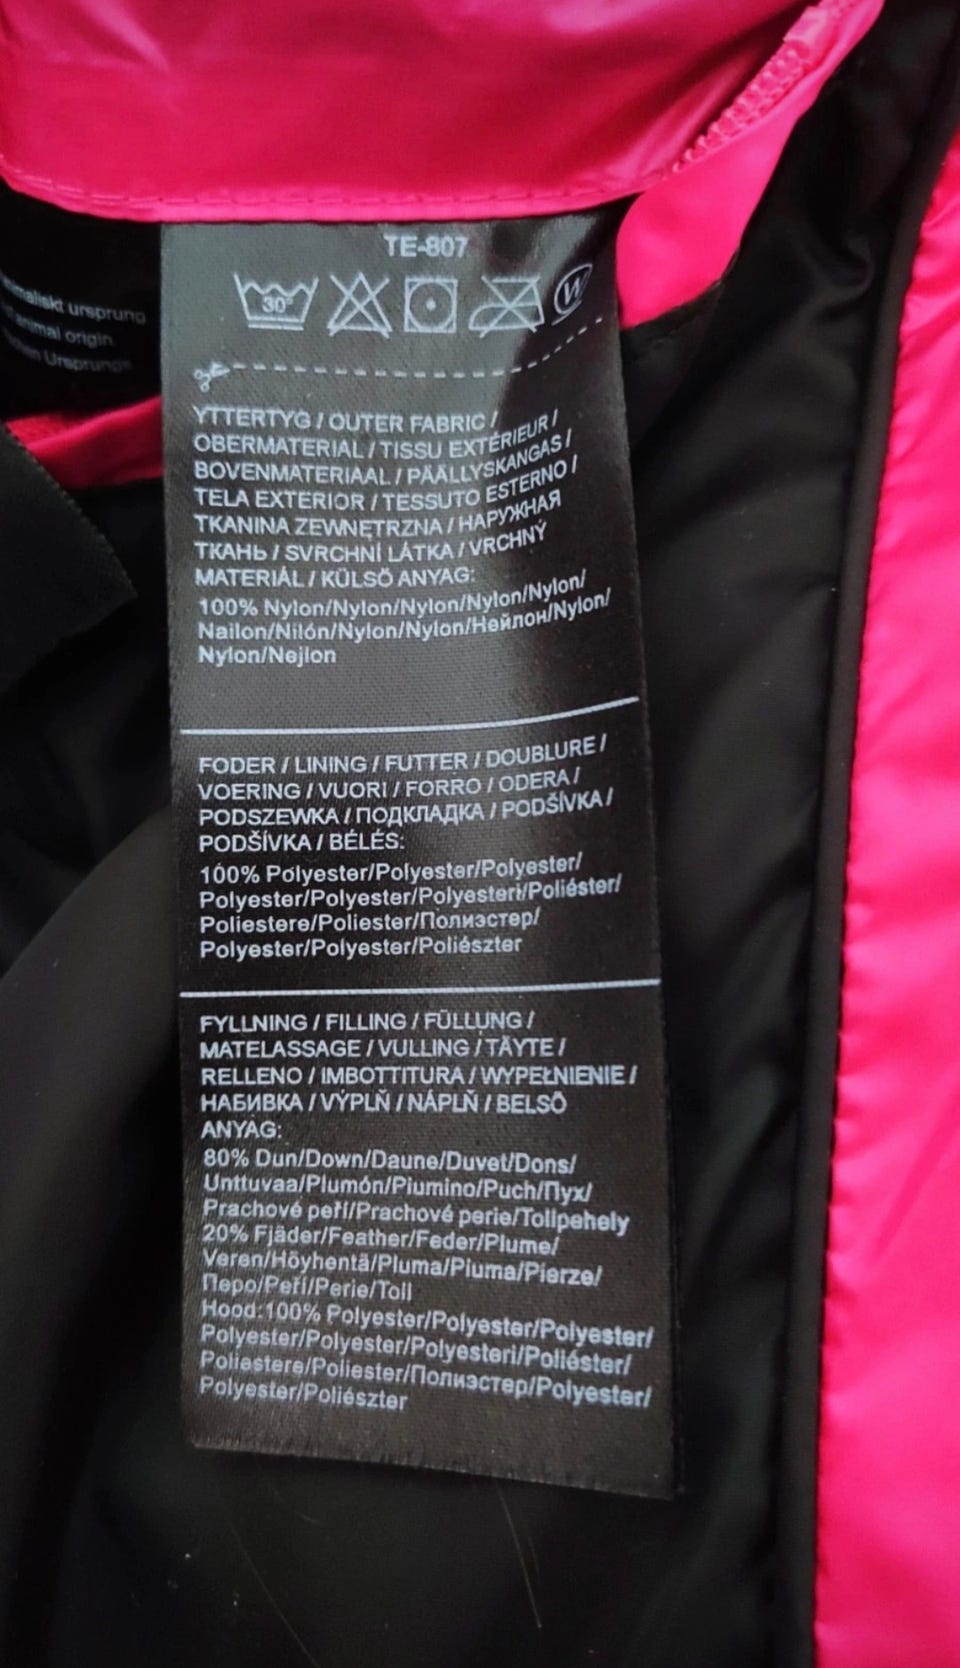 TE-807
30°
W
YTTERTYG / OUTER FABRIC /
OBERMATERIAL / TISSU EXTÉRIEUR /
BOVENMATERIAAL / PÄÄLLYSKANGAS /
TELA EXTERIOR / TESSUTO ESTERNO /
TKANINA ZEWNĘTRZNA / НАРУЖНАЯ
ТКАНЬ / SVRCHNÍ LÁTKA / VRCHNÝ
MATERIÁL / KÜLSŐ ANYAG:
100% Nylon/Nylon/Nylon/Nylon/Nylon/
Nailon/Nilón/Nylon/Nylon/Нейлон/Nylon/
Nylon/Nejlon
FODER / LINING / FUTTER / DOUBLURE /
VOERING / VUORI / FORRO / ODERA /
PODSZEWKA / ПОДКЛАДКА / PODŠÍVKA /
PODŠÍVKA / BÉLÉS:
100% Polyester/Polyester/Polyester/
Polyester/Polyester/Polyesteri/Poliéster/
Poliestere/Poliester/Полиэстер/
Polyester/Polyester/Poliészter
FYLLNING / FILLING / FÜLLUNG /
MATELASSAGE / VULLING / TÄYTE /
RELLENO / IMBOTTITURA / WYPEŁNIENIE /
НАБИВКА / VÝPLŇ / NÁPLŇ / BELSŐ
ANYAG:
80% Dun/Down/Daune/Duvet/Dons/
Unttuvaa/Plumón/Piumino/Puch/Пух/
Prachové peří/Prachové perie/Tollpehely
20% Fjäder/Feather/Feder/Plume/
Veren/Höyhentä/Pluma/Piuma/Pierze/
Перо/Peří/Perie/Toll
Hood:100% Polyester/Polyester/Polyester/
Polyester/Polyester/Polyesteri/Poliéster/
Poliestere/Poliester/Полиэстер/Polyester/
Polyester/Poliészter
ursprung
animal origin
Ursprungs